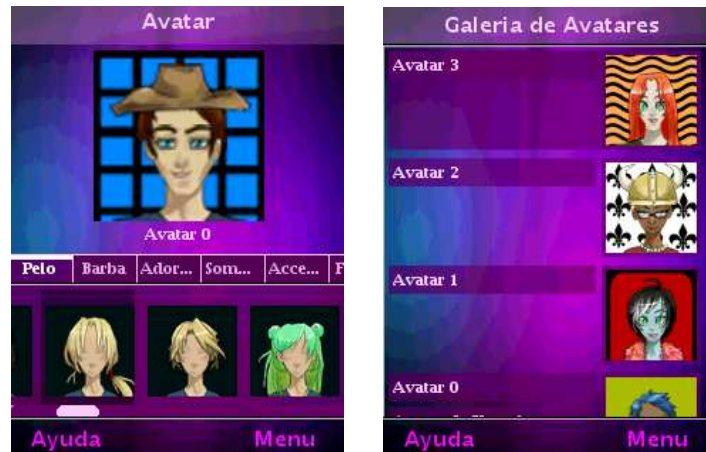 Avatar
Avatar 0
Pelo Barba Ador... Som... Acce... F
Ayuda Menu
Galeria de Avatares
Avatar 3
Avatar 2
Avatar 1
Avatar 0
Ayuda Menu